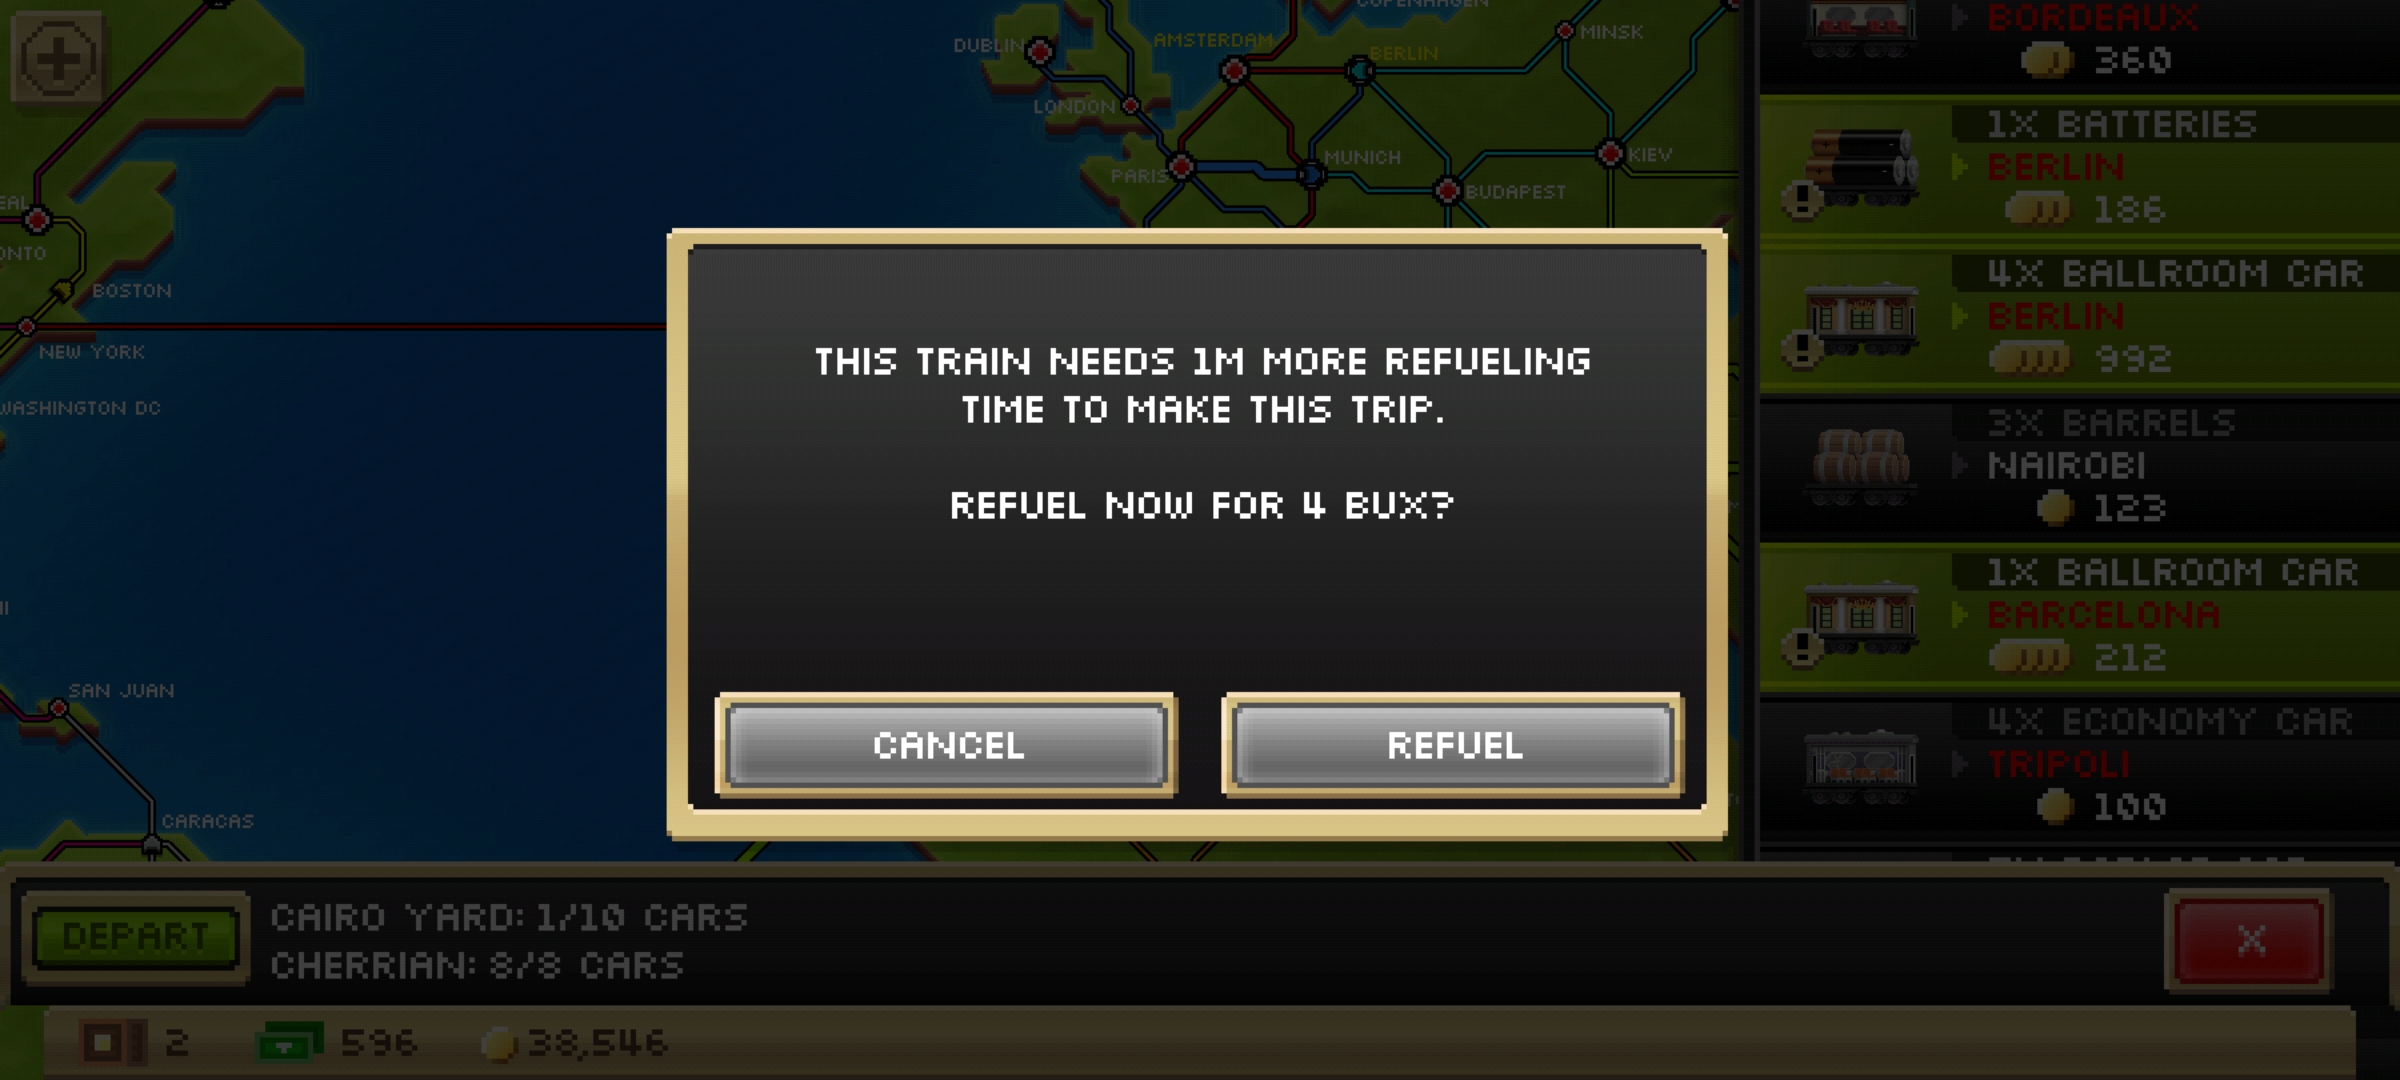 COPENHAGEN
DUBLIN
AMSTERDAM
BERLIN
MINSK
LONDON
MUNICH
KIEV
PARIS
BUDAPEST
BOSTON
NEW YORK
WASHINGTON DC
SAN JUAN
CARACAS
THIS TRAIN NEEDS 1M MORE REFUELING
TIME TO MAKE THIS TRIP.
REFUEL NOW FOR 4 BUX?
CANCEL
REFUEL
BORDEAUX
360
1X BATTERIES
BERLIN
186
4X BALLROOM CAR
BERLIN
992
3X BARRELS
NAIROBI
123
1X BALLROOM CAR
BARCELONA
212
4X ECONOMY CAR
TRIPOLI
100
DEPART
CAIRO YARD: 1/10 CARS
CHERRIAN: 8/8 CARS
X
2
596
38,546